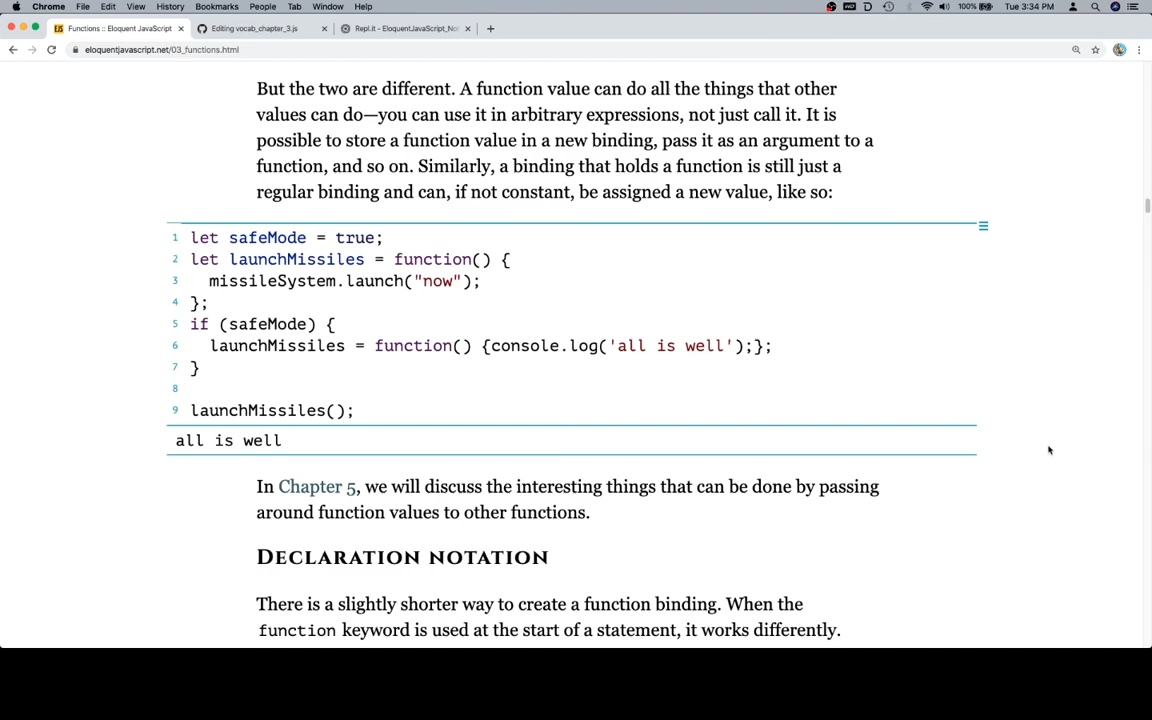 Chrome File Edit View History Bookmarks People Tab Window Help 100% Tue 3:34 PM
Functions :: Eloquent JavaScript Editing vocab_chapter_3.js Repl.it - EloquentJavaScript_No
eloquentjavascript.net/03_functions.html
But the two are different. A function value can do all the things that other
values can do—you can use it in arbitrary expressions, not just call it. It is
possible to store a function value in a new binding, pass it as an argument to a
function, and so on. Similarly, a binding that holds a function is still just a
regular binding and can, if not constant, be assigned a new value, like so:
1 let safeMode = true;
2 let launchMissiles = function() {
3 missileSystem.launch("now");
4 };
5 if (safeMode) {
6 launchMissiles = function() {console.log('all is well');};
7 }
8
9 launchMissiles();
all is well
In Chapter 5, we will discuss the interesting things that can be done by passing
around function values to other functions.
Declaration notation
There is a slightly shorter way to create a function binding. When the
function keyword is used at the start of a statement, it works differently.